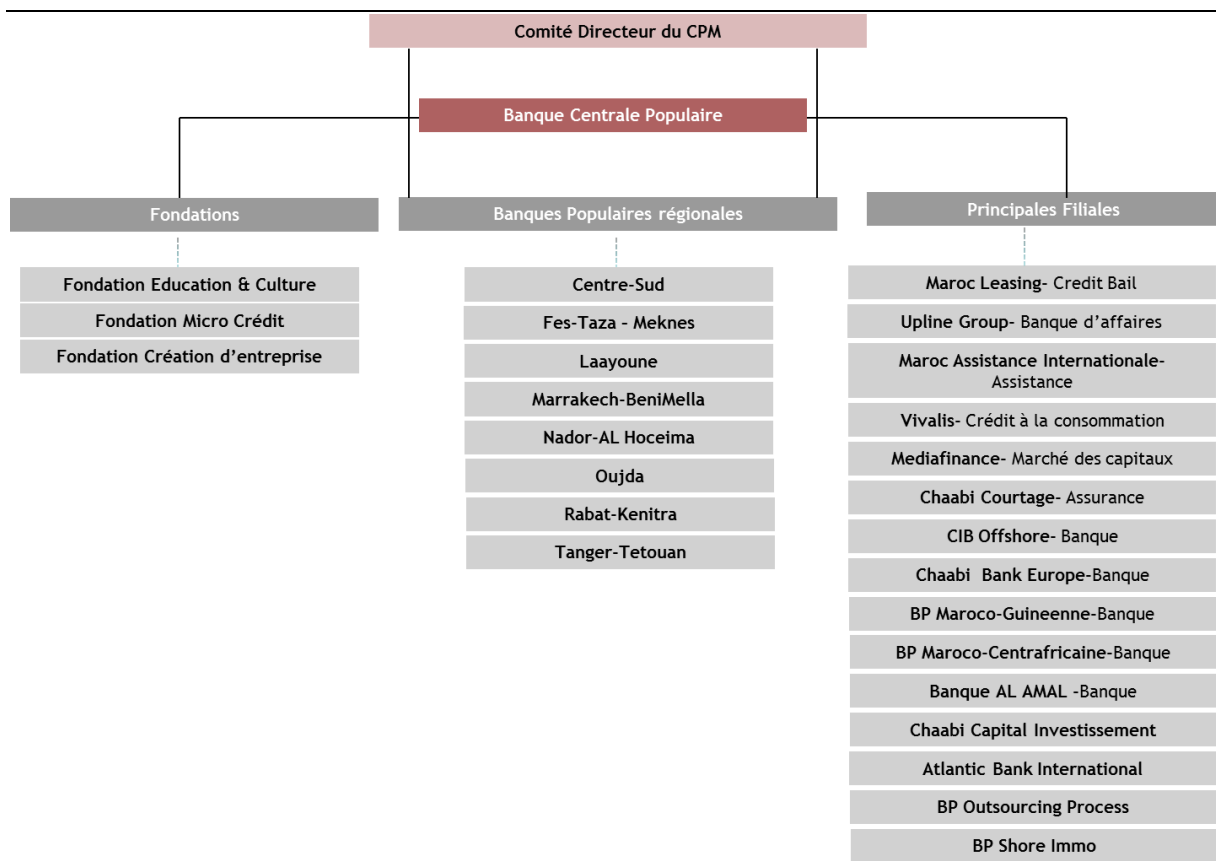 Comité Directeur du CPM
Banque Centrale Populaire
Fondations
Fondation Education & Culture
Fondation Micro Crédit
Fondation Création d’entreprise
Banques Populaires régionales
Centre-Sud
Fes-Taza - Meknes
Laayoune
Marrakech-BeniMella
Nador-AL Hoceima
Oujda
Rabat-Kenitra
Tanger-Tetouan
Principales Filiales
Maroc Leasing- Credit Bail
Upline Group- Banque d’affaires
Maroc Assistance Internationale-
Assistance
Vivalis- Crédit à la consommation
Mediafinance- Marché des capitaux
Chaabi Courtage- Assurance
CIB Offshore- Banque
Chaabi Bank Europe-Banque
BP Maroco-Guineenne-Banque
BP Maroco-Centrafricaine-Banque
Banque AL AMAL -Banque
Chaabi Capital Investissement
Atlantic Bank International
BP Outsourcing Process
BP Shore Immo